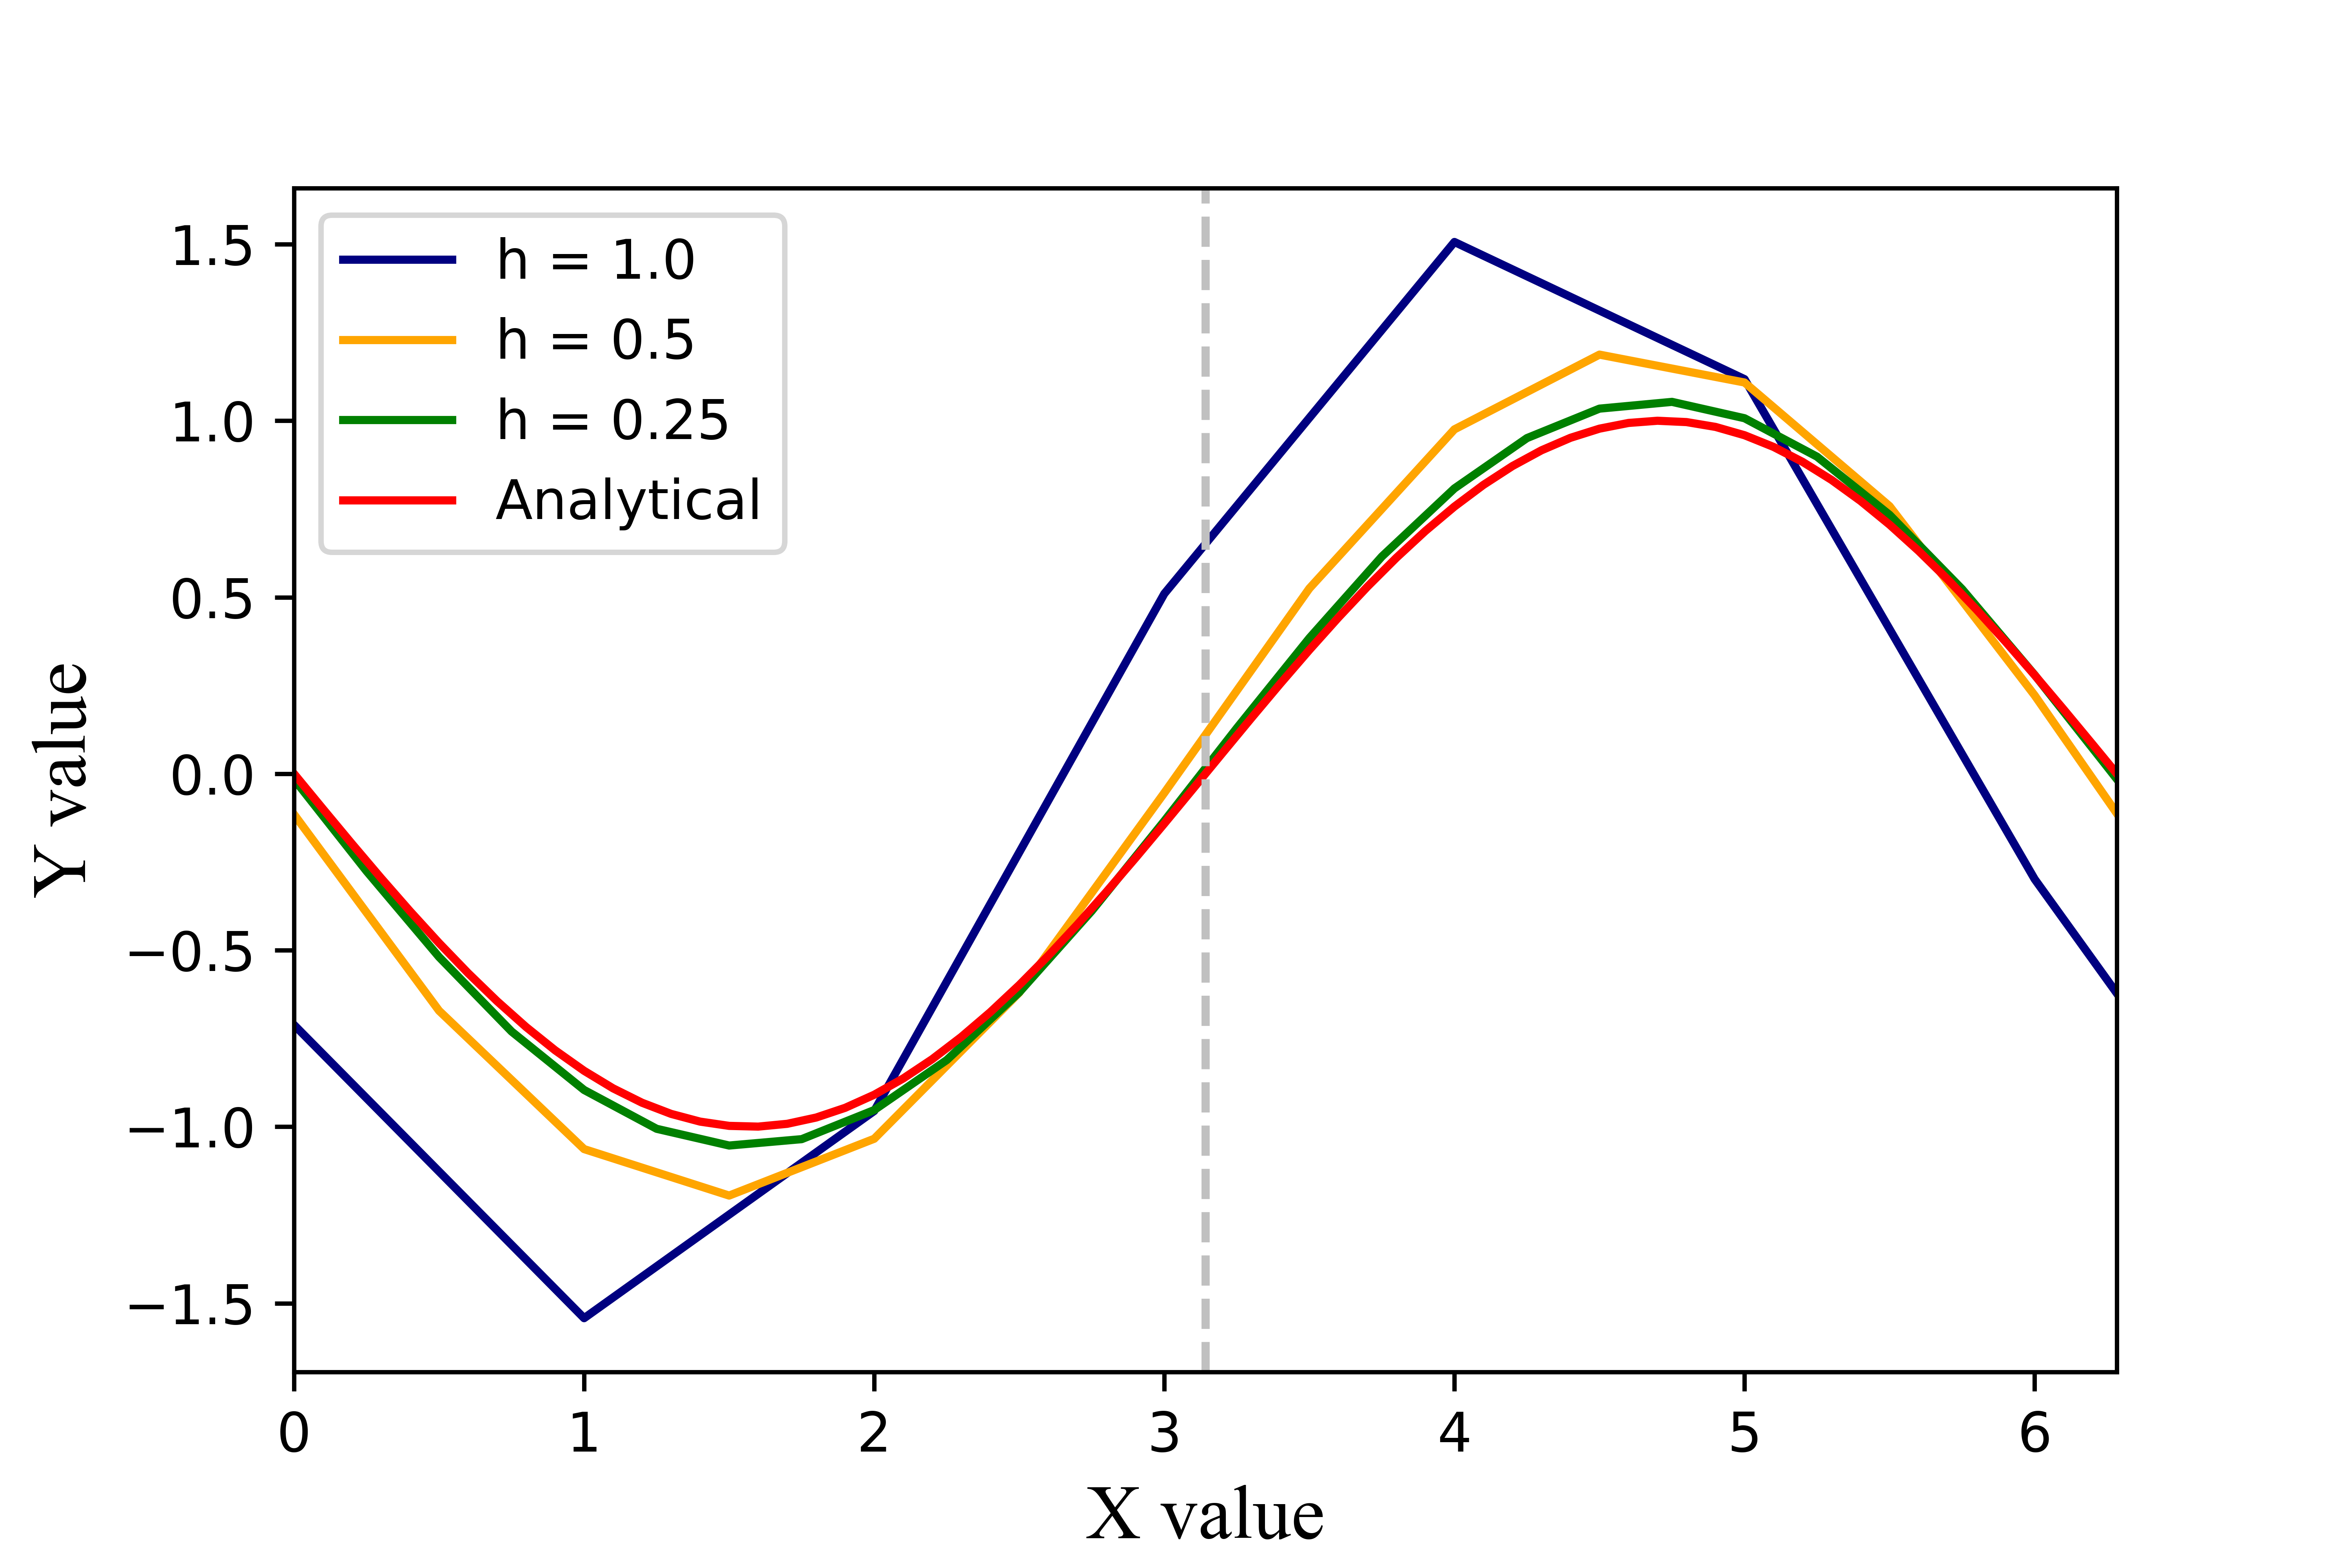 h = 1.0
h = 0.5
h = 0.25
Analytical
1.5
1.0
0.5
0.0
−0.5
−1.0
−1.5
Y value
0 1 2 3 4 5 6
X value